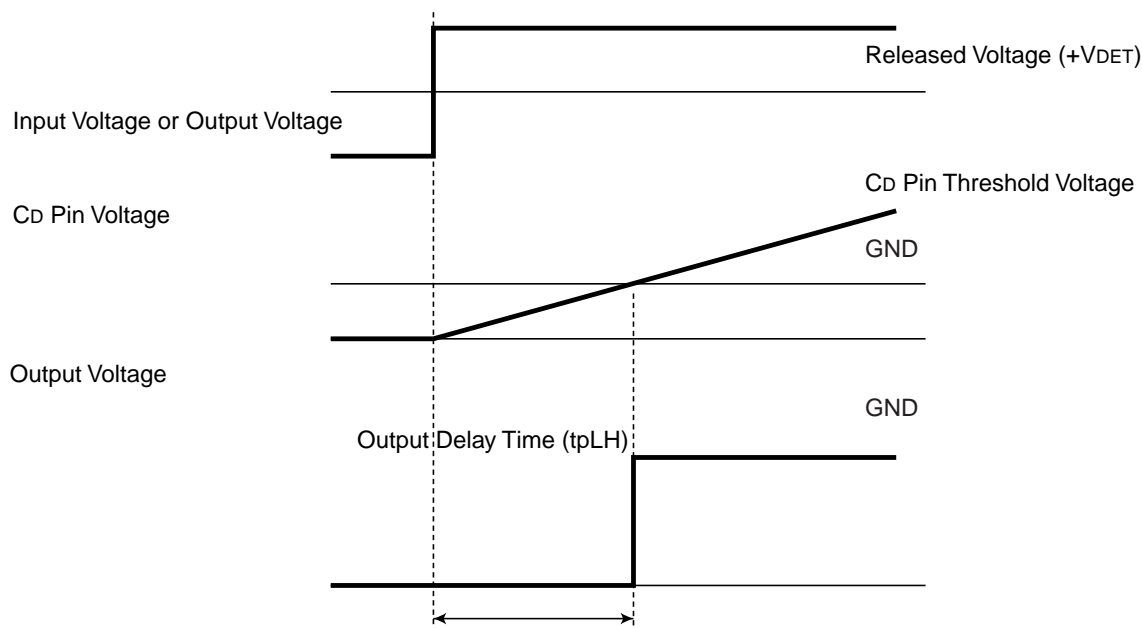 Released Voltage (+VDET)
Input Voltage or Output Voltage
CD Pin Threshold Voltage
CD Pin Voltage
GND
Output Voltage
GND
Output Delay Time (tpLH)